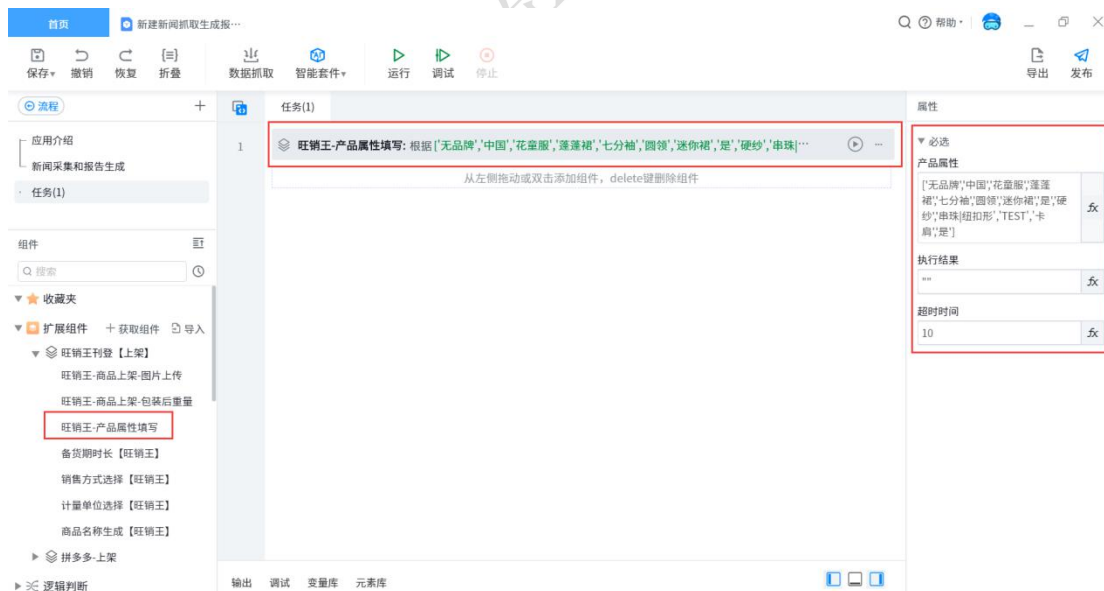 首页
新建新闻抓取生成报…
帮助
保存
撤销
恢复
折叠
数据抓取
智能套件
运行
调试
停止
导出
发布
流程
应用介绍
新闻采集和报告生成
任务(1)
组件
搜索
收藏夹
扩展组件 + 获取组件 导入
旺销王刊登【上架】
旺销王-商品上架-图片上传
旺销王-商品上架-包装后重量
旺销王-产品属性填写
备货期时长【旺销王】
销售方式选择【旺销王】
计量单位选择【旺销王】
商品名称生成【旺销王】
拼多多-上架
逻辑判断
任务(1)
1 旺销王-产品属性填写: 根据['无品牌','中国','花童服','蓬蓬裙','七分袖','圆领','迷你裙','是','硬纱','串珠|…
从左侧拖动或双击添加组件，delete键删除组件
输出 调试 变量库 元素库
属性
必选
产品属性
['无品牌','中国','花童服','蓬蓬
裙','七分袖','圆领','迷你裙','是','硬
纱','串珠|纽扣形','TEST','卡
肩','是']
fx
执行结果
""
fx
超时时间
10
fx